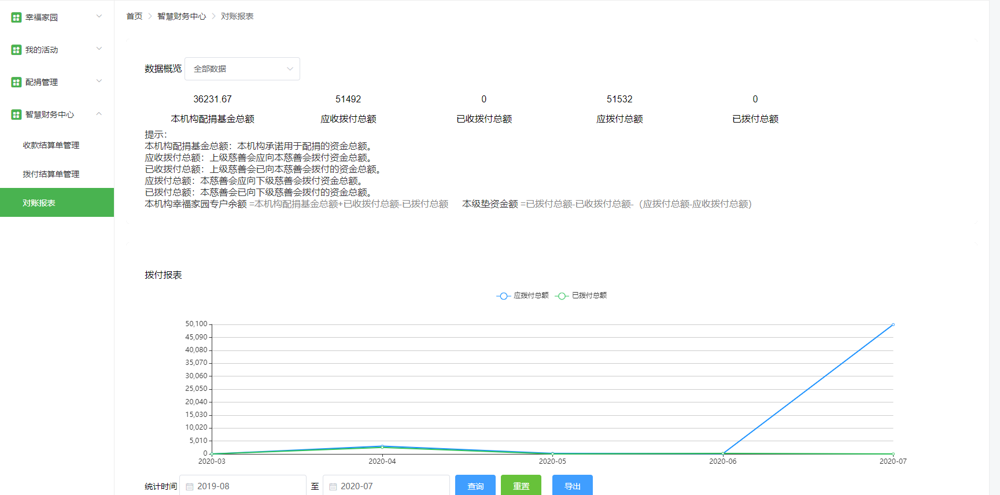 幸福家园
我的活动
配捐管理
智慧财务中心
收款结算单管理
拨付结算单管理
对账报表
首页 > 智慧财务中心 > 对账报表
数据概览 全部数据
36231.67 51492 0 51532 0
本机构配捐基金总额 应收拨付总额 已收拨付总额 应拨付总额 已拨付总额
提示:
本机构配捐基金总额：本机构承诺用于配捐的资金总额。
应收拨付总额：上级慈善会应向本慈善会拨付资金总额。
已收拨付总额：上级慈善会已向本慈善会拨付的资金总额。
应拨付总额：本慈善会应向下级慈善会拨付资金总额。
已拨付总额：本慈善会已向下级慈善会拨付的资金总额。
本机构幸福家园专户余额 =本机构配捐基金总额+已收拨付总额-已拨付总额 本级垫资金额 =已拨付总额-已收拨付总额-（应拨付总额-应收拨付总额）
拨付报表
应拨付总额 已拨付总额
50,100
45,090
40,080
35,070
30,060
25,050
20,040
15,030
10,020
5,010
0
2020-03 2020-04 2020-05 2020-06 2020-07
统计时间 2019-08 至 2020-07 查询 重置 导出